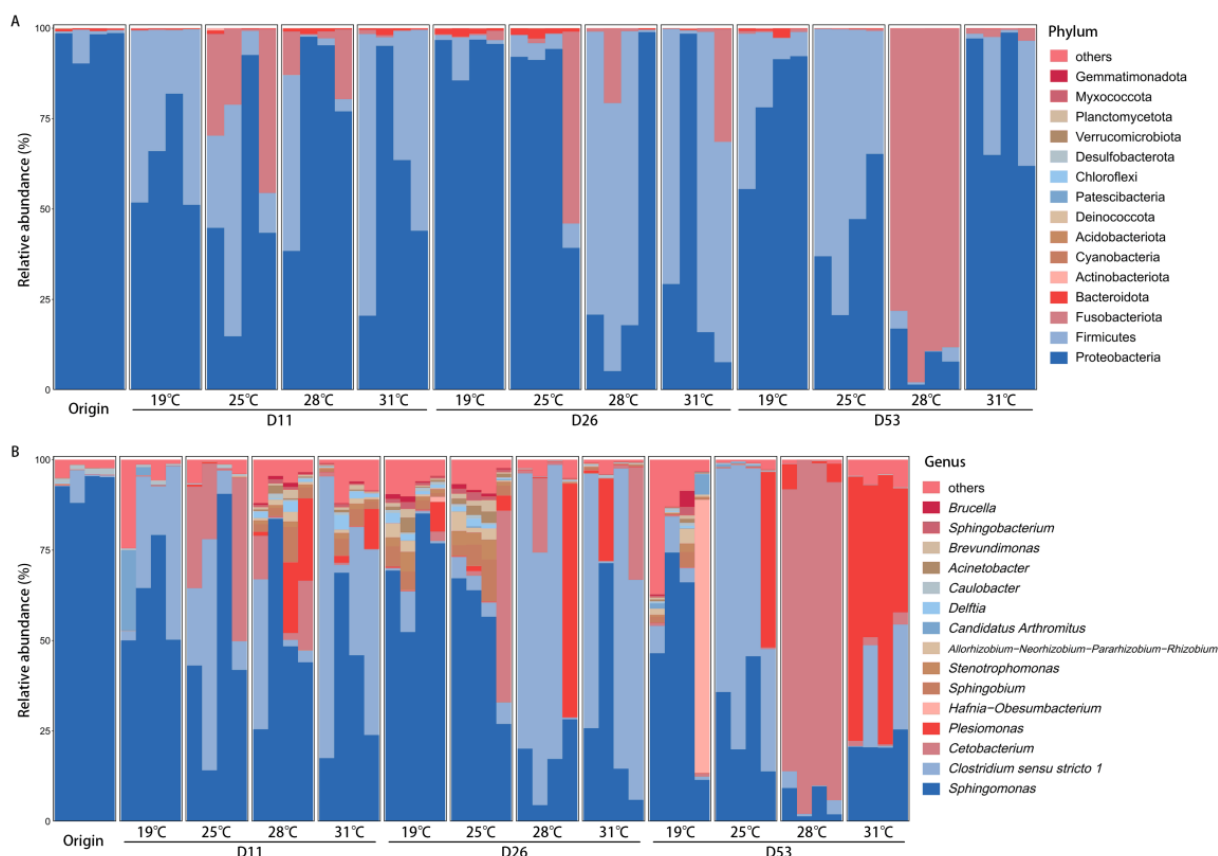 A
Relative abundance (%)
100
75
50
25
0
Origin
19℃ 25℃ 28℃ 31℃ 19℃ 25℃ 28℃ 31℃ 19℃ 25℃ 28℃ 31℃
D11 D26 D53
Phylum
others
Gemmatimonadota
Myxococcota
Planctomycetota
Verrucomicrobiota
Desulfobacterota
Chloroflexi
Patescibacteria
Deinococcota
Acidobacteriota
Cyanobacteria
Actinobacteriota
Bacteroidota
Fusobacteriota
Firmicutes
Proteobacteria
B
Relative abundance (%)
100
75
50
25
0
Origin
19℃ 25℃ 28℃ 31℃ 19℃ 25℃ 28℃ 31℃ 19℃ 25℃ 28℃ 31℃
D11 D26 D53
Genus
others
Brucella
Sphingobacterium
Brevundimonas
Acinetobacter
Caulobacter
Delftia
Candidatus Arthromitus
Allorhizobium−Neorhizobium−Pararhizobium−Rhizobium
Stenotrophomonas
Sphingobium
Hafnia−Obesumbacterium
Plesiomonas
Cetobacterium
Clostridium sensu stricto 1
Sphingomonas